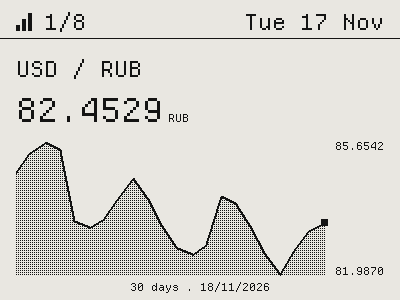 1/8 Tue 17 Nov
USD / RUB
82.4529 RUB
85.6542
81.9870
30 days . 18/11/2026